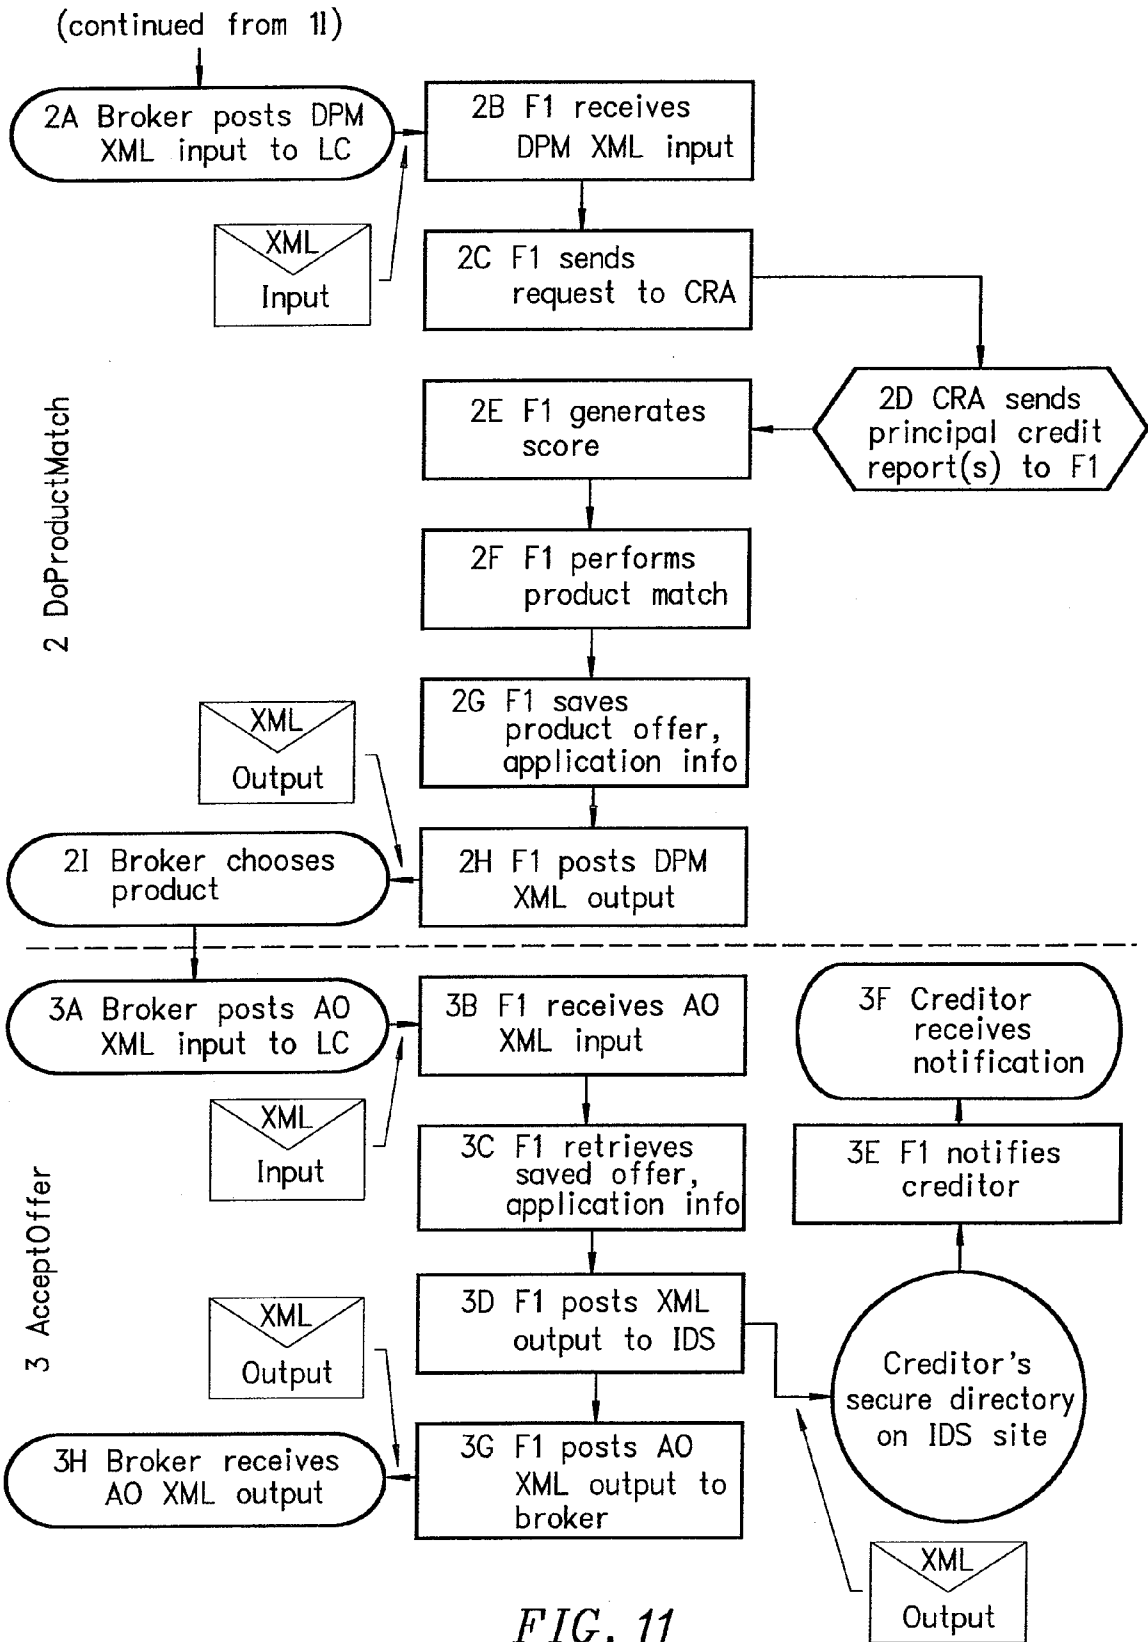 (continued from 1I)
2A Broker posts DPM
XML input to LC
2B F1 receives
DPM XML input
XML
Input
2C F1 sends
request to CRA
2D CRA sends
principal credit
report(s) to F1
2E F1 generates
score
2 DoProductMatch
2F F1 performs
product match
2G F1 saves
product offer,
application info
XML
Output
2H F1 posts DPM
XML output
2I Broker chooses
product
3A Broker posts AO
XML input to LC
3B F1 receives AO
XML input
XML
Input
3C F1 retrieves
saved offer,
application info
3 AcceptOffer
3D F1 posts XML
output to IDS
Creditor's
secure directory
on IDS site
XML
Output
3E F1 notifies
creditor
3F Creditor
receives
notification
3G F1 posts AO
XML output to
broker
XML
Output
3H Broker receives
AO XML output
FIG. 11